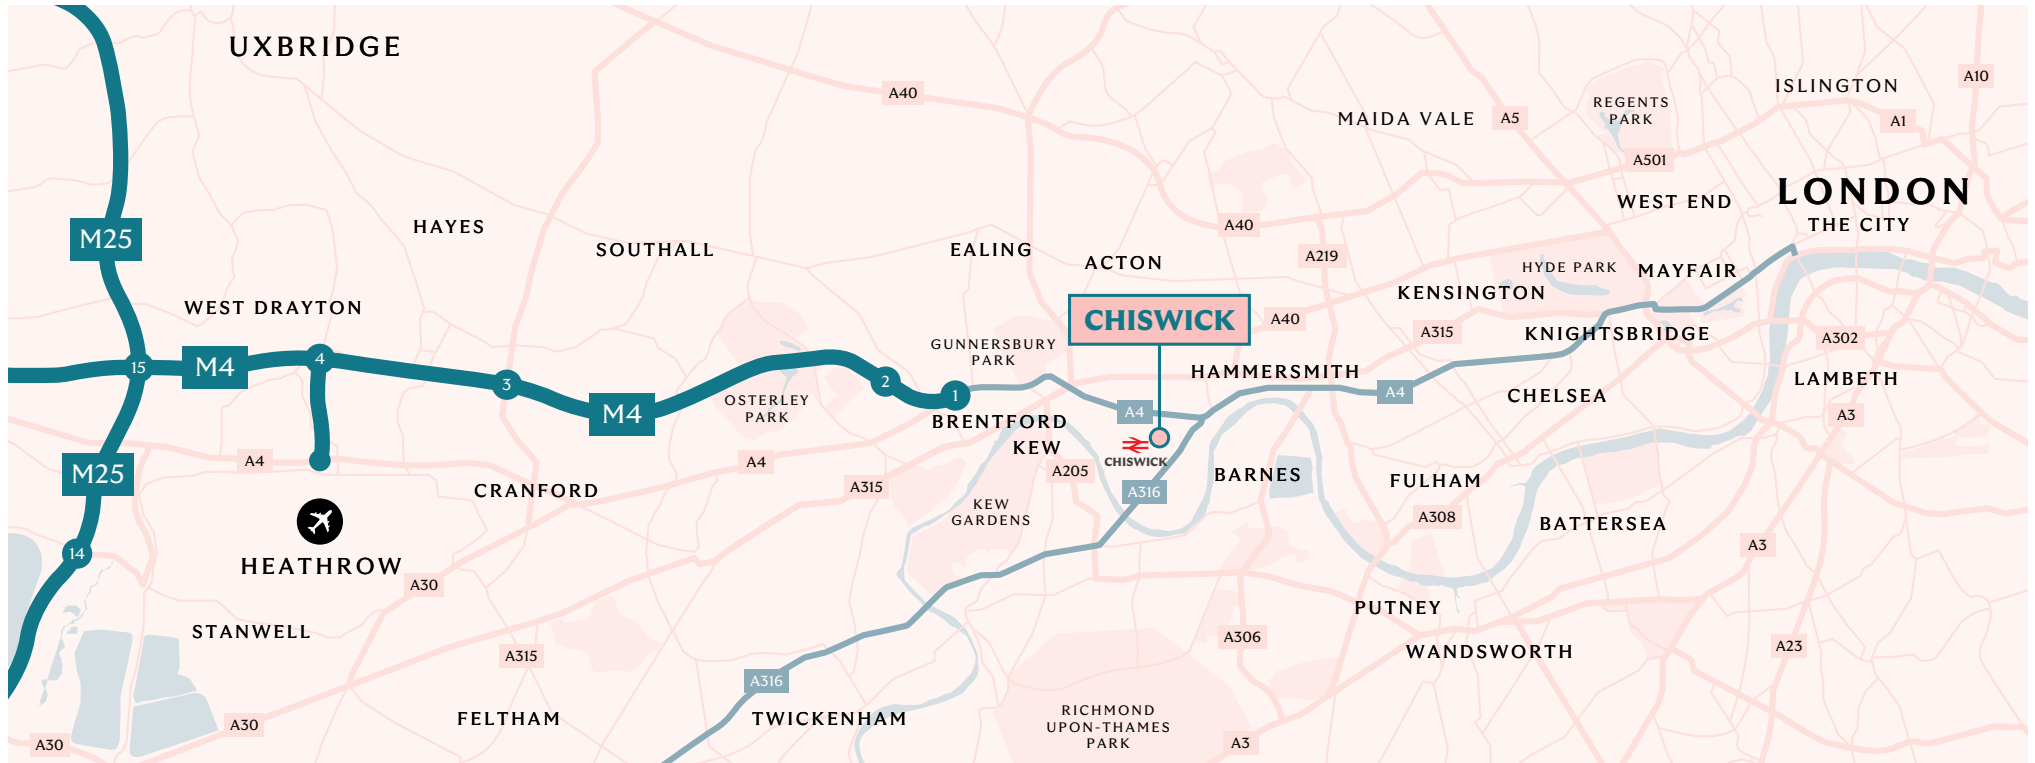 UXBRIDGE
A40
A10
ISLINGTON
REGENTS
PARK
MAIDA VALE
A5
A1
A501
LONDON
WEST END
THE CITY
HAYES
A40
M25
SOUTHALL
EALING
ACTON
A219
HYDE PARK
MAYFAIR
KENSINGTON
WEST DRAYTON
CHISWICK
A40
A315
KNIGHTSBRIDGE
A302
GUNNERSBURY
PARK
15
M4
4
3
2
1
HAMMERSMITH
LAMBETH
A4
CHELSEA
OSTERLEY
PARK
M4
A4
A3
BRENTFORD
KEW
CHISWICK
A4
A4
M25
A205
BARNES
FULHAM
CRANFORD
A315
A316
KEW
GARDENS
A308
BATTERSEA
A3
14
HEATHROW
A30
PUTNEY
STANWELL
A306
A315
WANDSWORTH
A23
A316
FELTHAM
TWICKENHAM
RICHMOND
UPON-THAMES
PARK
A30
A30
A3